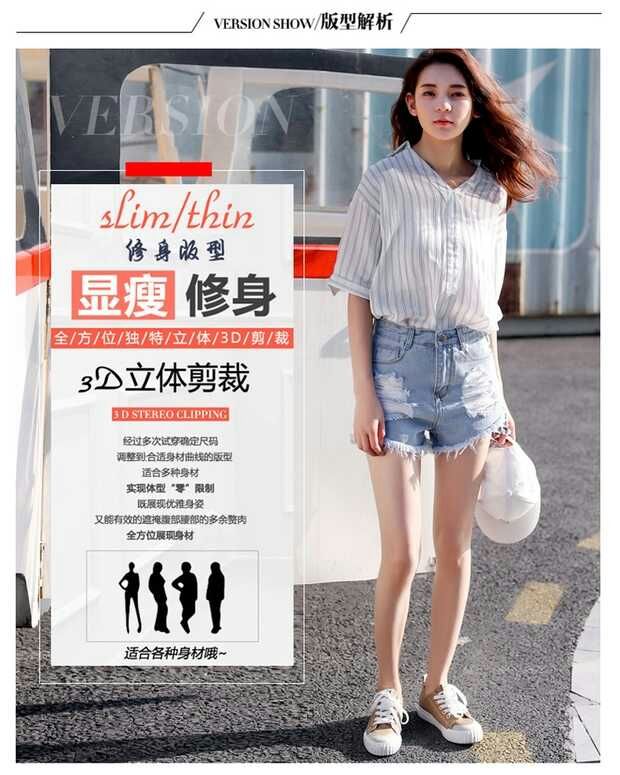 VERSION SHOW/版型解析
VERSION
slim/thin
修身版型
显瘦 修身
全/方/位/独/特/立/体/3D/剪/裁
3D立体剪裁
3 D STEREO CLIPPING
经过多次试穿确定尺码
调整到合适身材曲线的版型
适合多种身材
实现体型“零”限制
既展现优雅身姿
又能有效的遮掩腹部腰部的多余赘肉
全方位展现身材
适合各种身材哦~